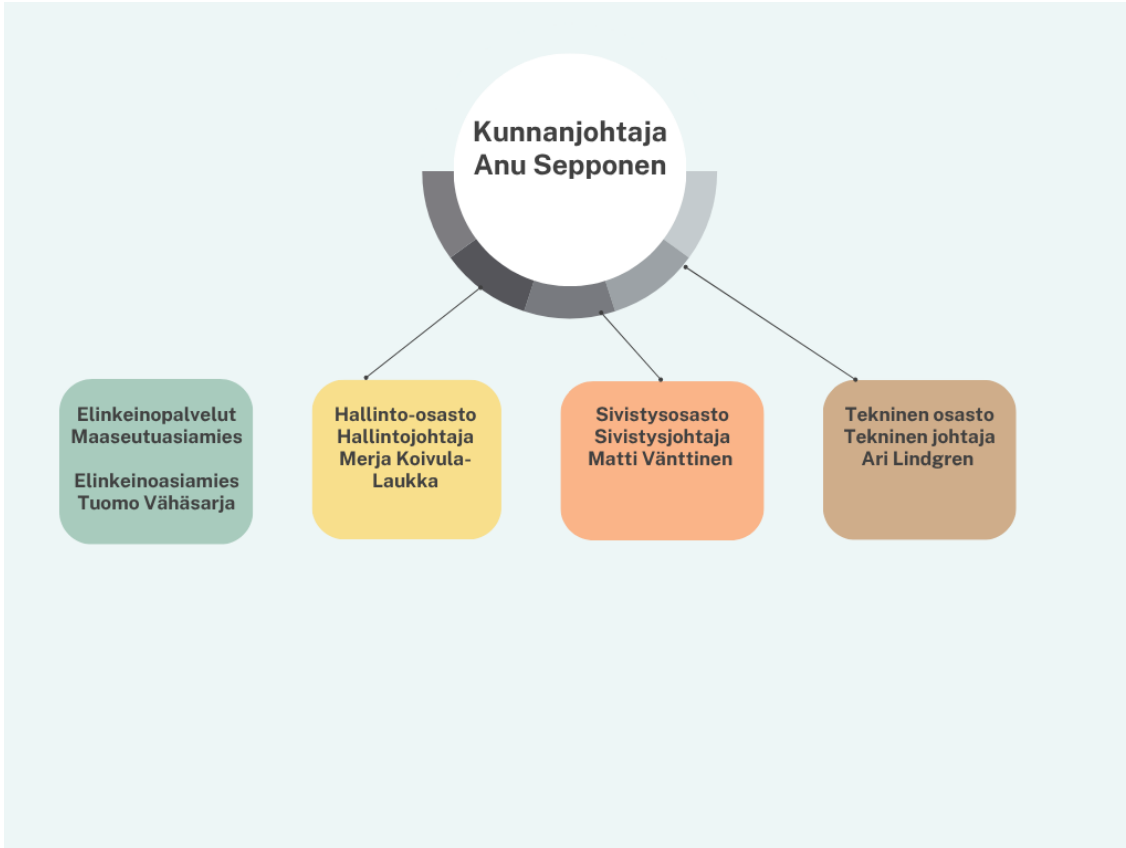 Kunnanjohtaja
Anu Sepponen
Elinkeinopalvelut
Maaseutuasiamies
Elinkeinoasiamies
Tuomo Vähäsarja
Hallinto-osasto
Hallintojohtaja
Merja Koivula-
Laukka
Sivistysosasto
Sivistysjohtaja
Matti Vänttinen
Tekninen osasto
Tekninen johtaja
Ari Lindgren